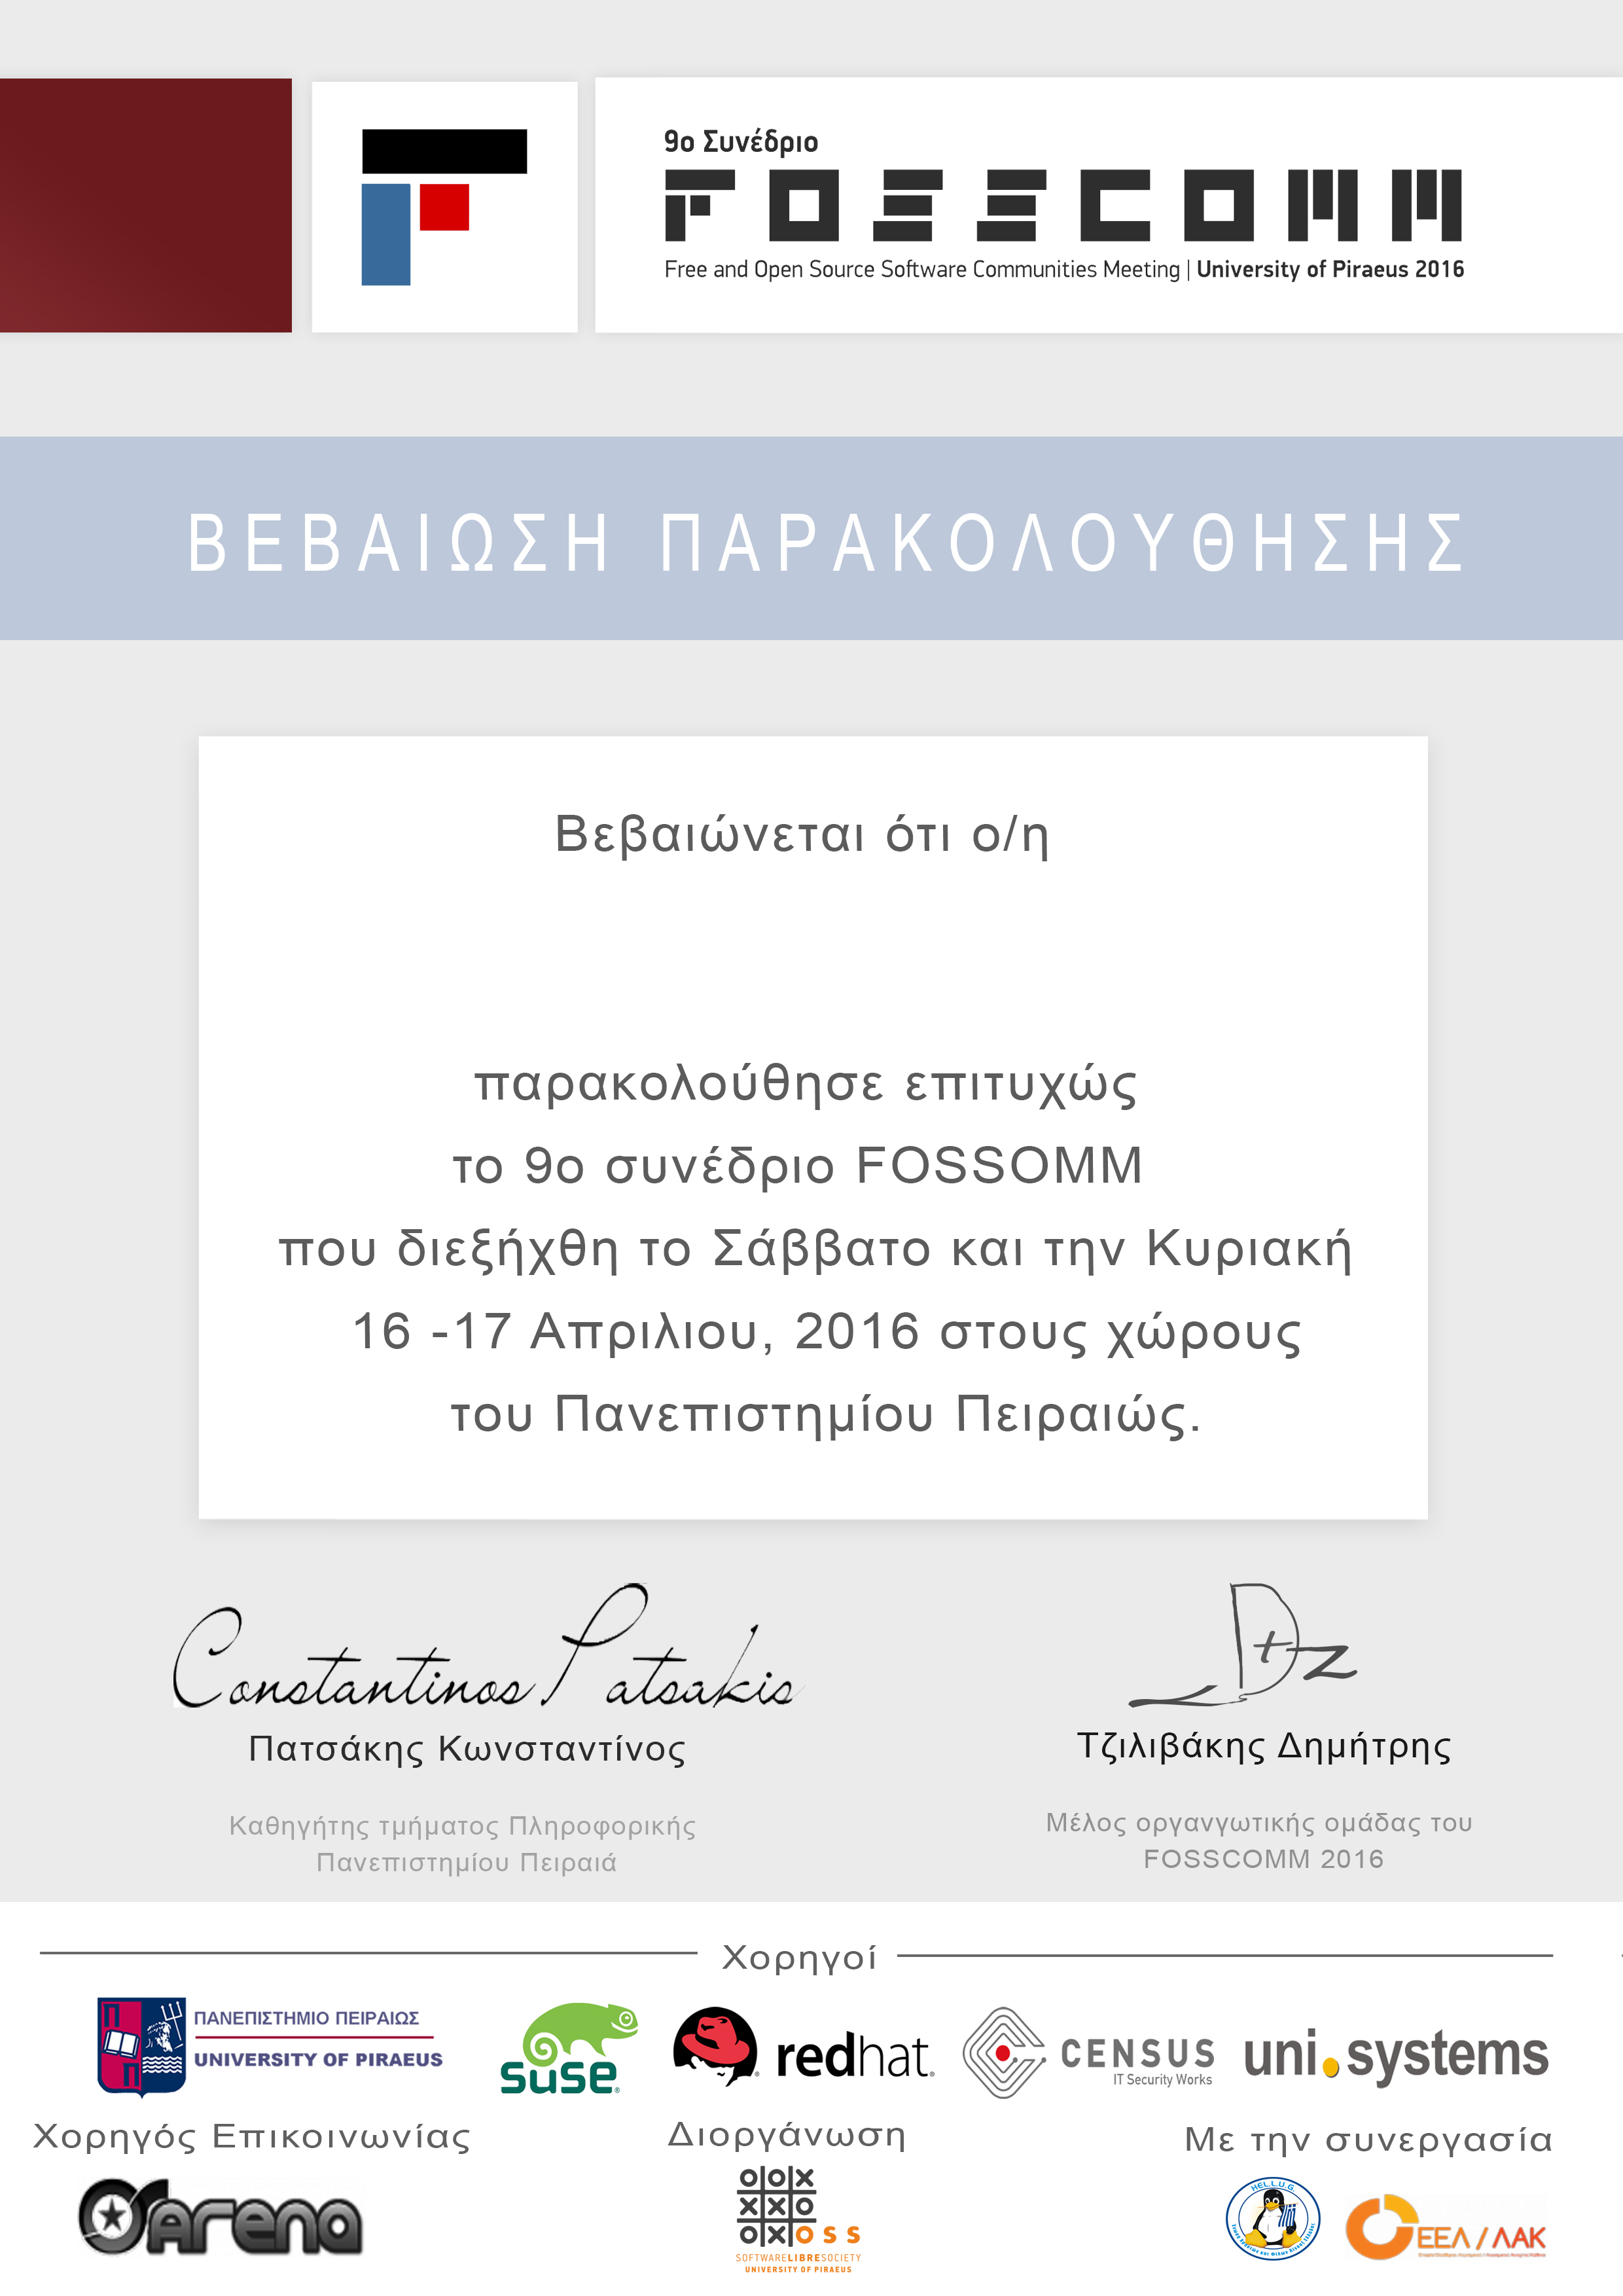 9ο Συνέδριο
FOSSCOMM
Free and Open Source Software Communities Meeting | University of Piraeus 2016
ΒΕΒΑΙΩΣΗ ΠΑΡΑΚΟΛΟΥΘΗΣΗΣ
Βεβαιώνεται ότι ο/η
παρακολούθησε επιτυχώς
το 9ο συνέδριο FOSSOMM
που διεξήχθη το Σάββατο και την Κυριακή
16 -17 Απριλιου, 2016 στους χώρους
του Πανεπιστημίου Πειραιώς.
Constantinos Patsakis
Dtz
Πατσάκης Κωνσταντίνος
Τζιλιβάκης Δημήτρης
Καθηγήτης τμήματος Πληροφορικής
Πανεπιστημίου Πειραιά
Μέλος οργανγωτικής ομάδας του
FOSSCOMM 2016
Χορηγοί
ΠΑΝΕΠΙΣΤΗΜΙΟ ΠΕΙΡΑΙΩΣ
UNIVERSITY OF PIRAEUS
SUSE
redhat
CENSUS
IT Security Works
uni.systems
Χορηγός Επικοινωνίας
Διοργάνωση
Με την συνεργασία
Arena
OSS
SOFTWARELIBRESOCIETY
UNIVERSITY OF PIRAEUS
HEL.L.U.G.
ΕΕΛ/ΛΑΚ